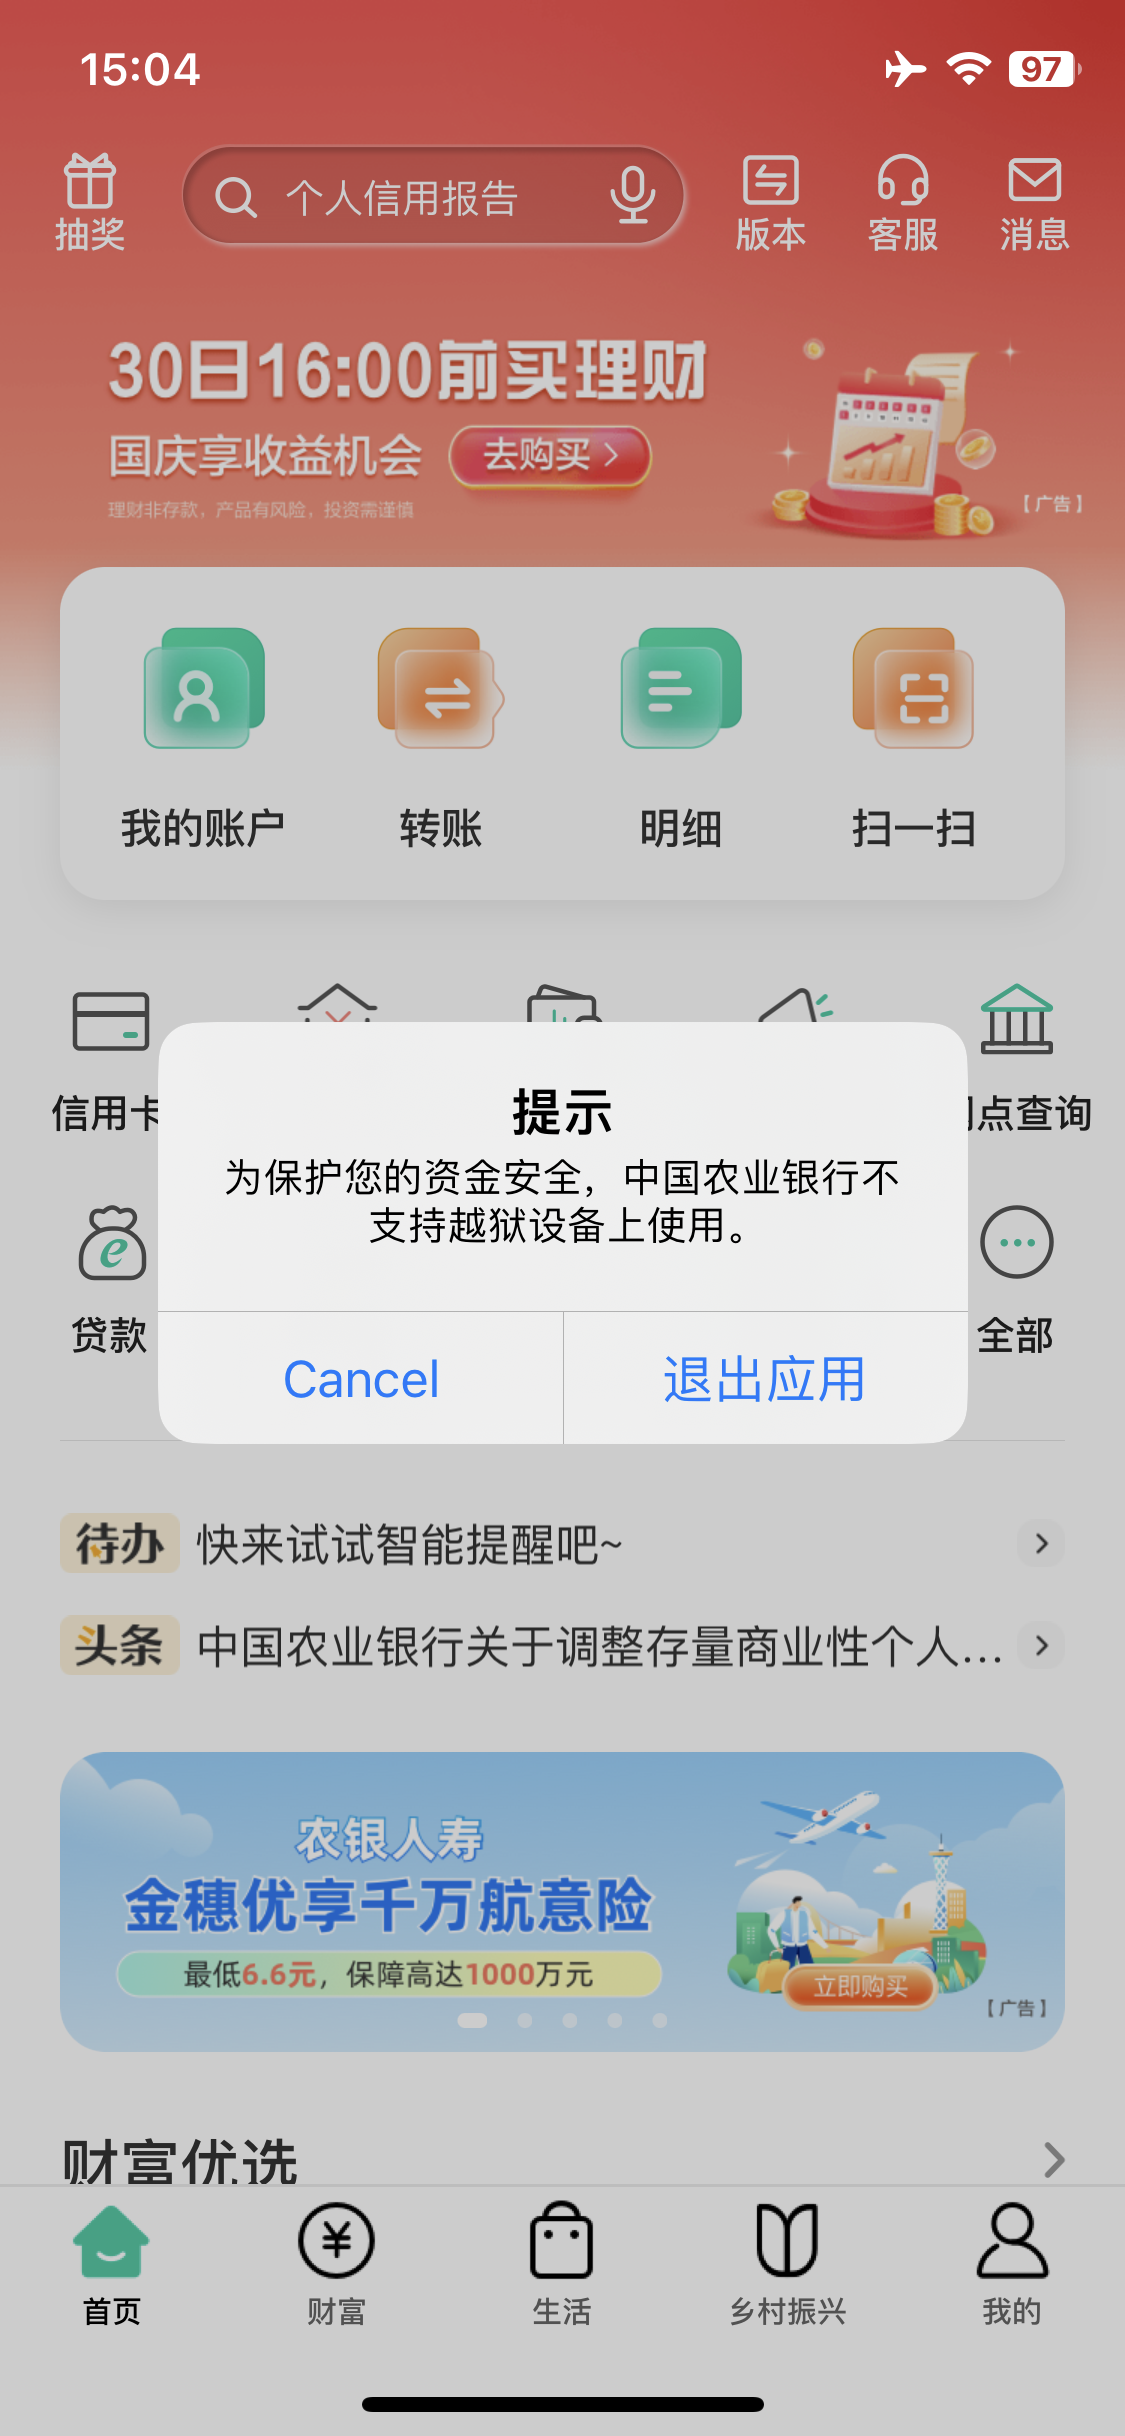 15:04
97
个人信用报告
抽奖
版本
客服
消息
30日16:00前买理财
国庆享收益机会
去购买
理财非存款，产品有风险，投资需谨慎
【广告】
我的账户
转账
明细
扫一扫
信用卡
点查询
提示
为保护您的资金安全，中国农业银行不
支持越狱设备上使用。
Cancel
退出应用
贷款
全部
待办
快来试试智能提醒吧~
头条
中国农业银行关于调整存量商业性个人...
农银人寿
金穗优享千万航意险
最低6.6元，保障高达1000万元
立即购买
【广告】
财富优选
首页
财富
生活
乡村振兴
我的